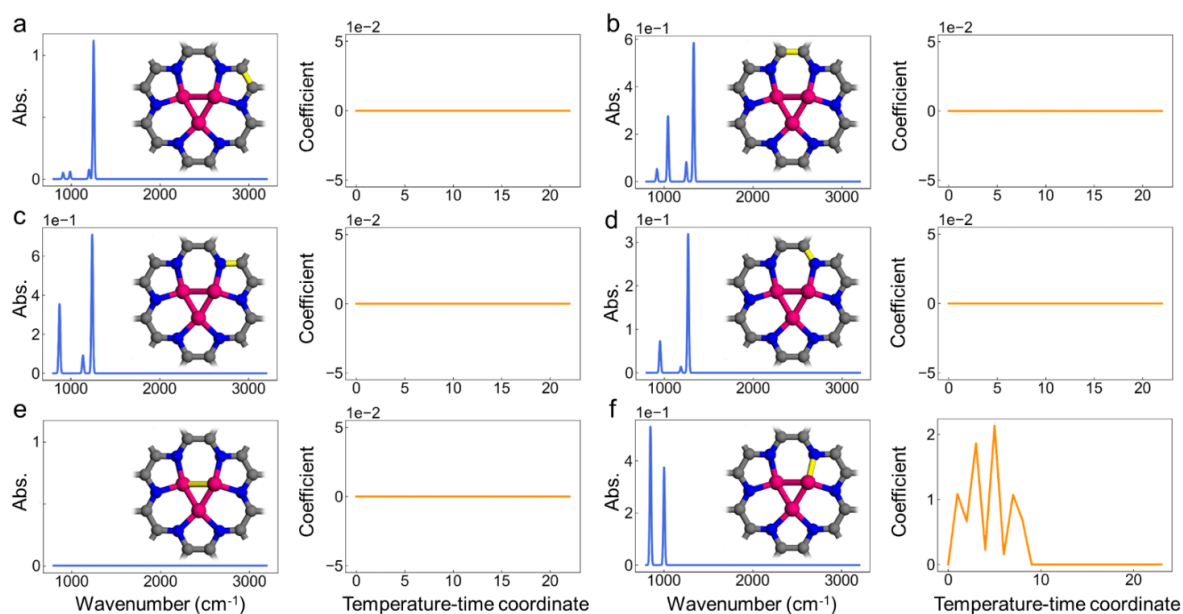 a
b
1e−2
6e−1
1e−2
1
0
Abs.
1000
2000
3000
5
0
−5
Coefficient
0
5
10
15
20
6
4
2
0
Abs.
1000
2000
3000
5
0
−5
Coefficient
0
5
10
15
20
c
d
1e−1
1e−2
1e−1
1e−2
6
4
2
0
Abs.
1000
2000
3000
5
0
−5
Coefficient
0
5
10
15
20
3
2
1
0
Abs.
1000
2000
3000
5
0
−5
Coefficient
0
5
10
15
20
e
f
1e−2
1e−1
1
0
Abs.
1000
2000
3000
Wavenumber (cm⁻¹)
5
0
−5
Coefficient
0
5
10
15
20
Temperature-time coordinate
4
2
0
Abs.
1000
2000
3000
Wavenumber (cm⁻¹)
2
1
0
Coefficient
0
10
20
Temperature-time coordinate